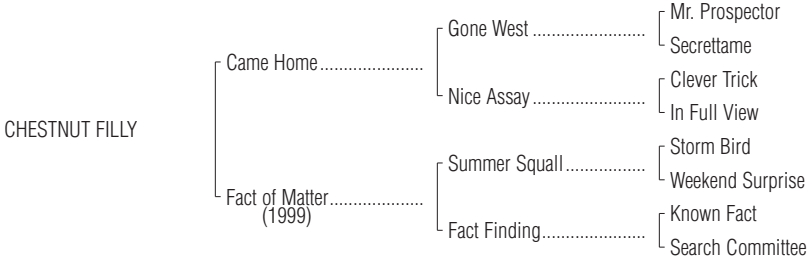 Mr. Prospector
Gone West ........................
Secrettame
Came Home......................
Clever Trick
Nice Assay ........................
In Full View
CHESTNUT FILLY
Storm Bird
Summer Squall.................
Weekend Surprise
Fact of Matter....................
(1999)
Known Fact
Fact Finding......................
Search Committee